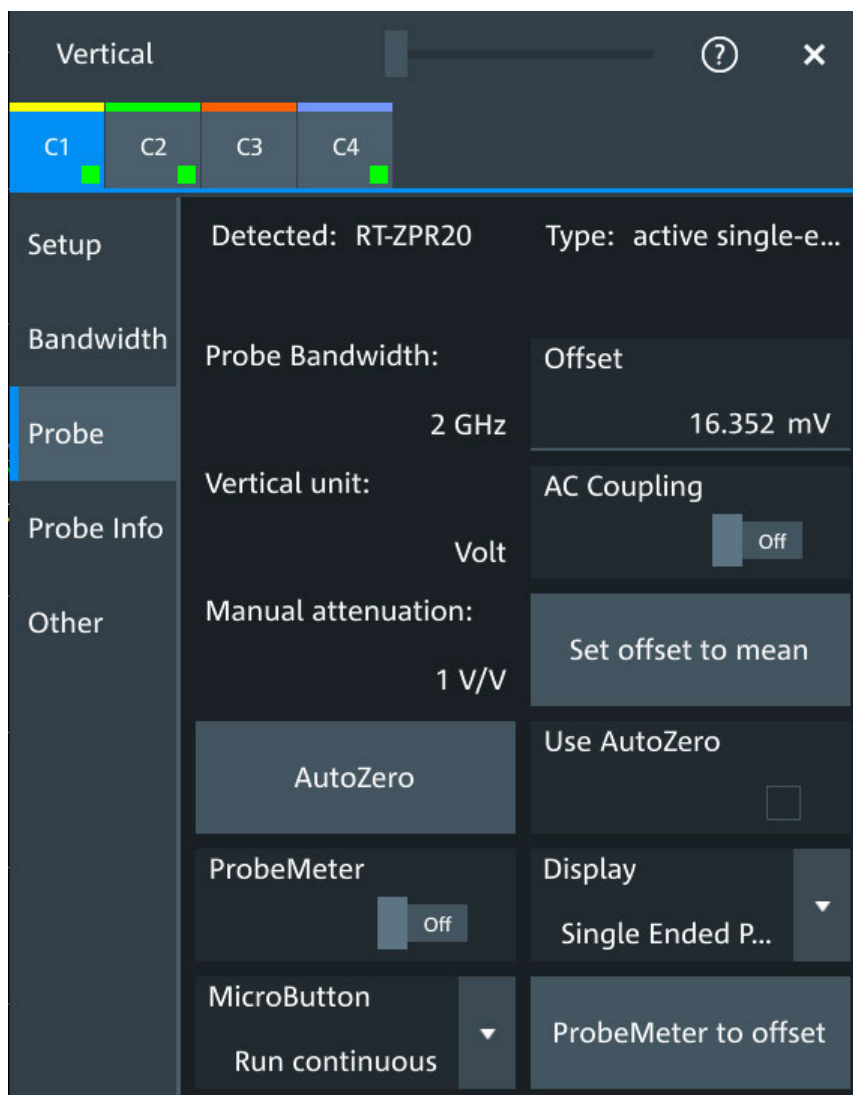 Vertical
?
C1 C2 C3 C4
Setup
Bandwidth
Probe
Probe Info
Other
Detected: RT-ZPR20 Type: active single-e...
Probe Bandwidth:
2 GHz
Offset
16.352 mV
Vertical unit:
Volt
AC Coupling
Off
Manual attenuation:
1 V/V
Set offset to mean
AutoZero
Use AutoZero
ProbeMeter
Off
Display
Single Ended P...
MicroButton
Run continuous
ProbeMeter to offset